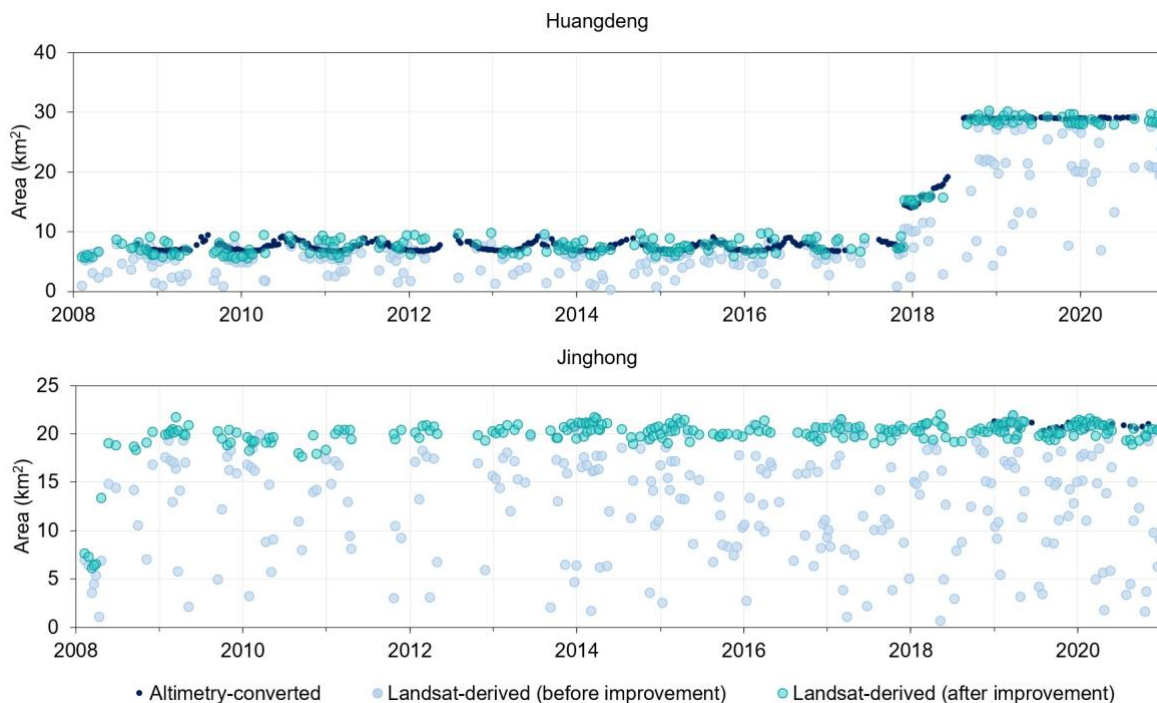 Huangdeng
Area (km²)
40
30
20
10
0
2008 2010 2012 2014 2016 2018 2020
Jinghong
Area (km²)
25
20
15
10
5
0
2008 2010 2012 2014 2016 2018 2020
Altimetry-converted Landsat-derived (before improvement) Landsat-derived (after improvement)